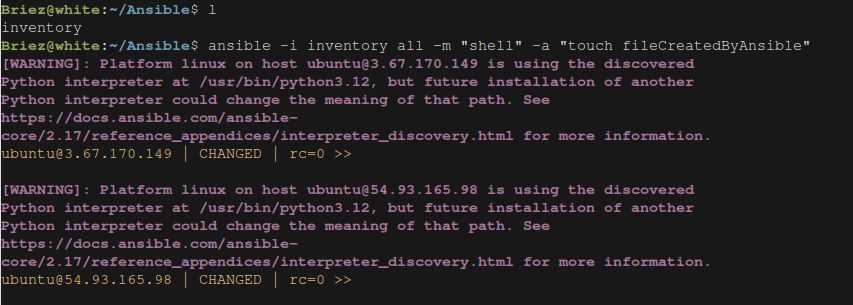 Briez@white:~/Ansible$ l
inventory
Briez@white:~/Ansible$ ansible -i inventory all -m "shell" -a "touch fileCreatedByAnsible"
[WARNING]: Platform linux on host ubuntu@3.67.170.149 is using the discovered
Python interpreter at /usr/bin/python3.12, but future installation of another
Python interpreter could change the meaning of that path. See
https://docs.ansible.com/ansible-
core/2.17/reference_appendices/interpreter_discovery.html for more information.
ubuntu@3.67.170.149 | CHANGED | rc=0 >>
[WARNING]: Platform linux on host ubuntu@54.93.165.98 is using the discovered
Python interpreter at /usr/bin/python3.12, but future installation of another
Python interpreter could change the meaning of that path. See
https://docs.ansible.com/ansible-
core/2.17/reference_appendices/interpreter_discovery.html for more information.
ubuntu@54.93.165.98 | CHANGED | rc=0 >>